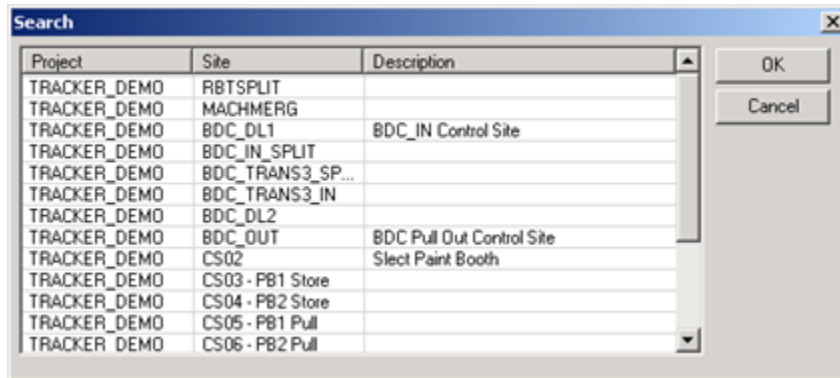 Search
Project Site Description OK
TRACKER_DEMO RBTSPLIT
TRACKER_DEMO MACHMERG Cancel
TRACKER_DEMO BDC_DL1 BDC_IN Control Site
TRACKER_DEMO BDC_IN_SPLIT
TRACKER_DEMO BDC_TRANS3_SP...
TRACKER_DEMO BDC_TRANS3_IN
TRACKER_DEMO BDC_DL2
TRACKER_DEMO BDC_OUT BDC Pull Out Control Site
TRACKER_DEMO CS02 Slect Paint Booth
TRACKER_DEMO CS03 - PB1 Store
TRACKER_DEMO CS04 - PB2 Store
TRACKER_DEMO CS05 - PB1 Pull
TRACKER_DEMO CS06 - PB2 Pull